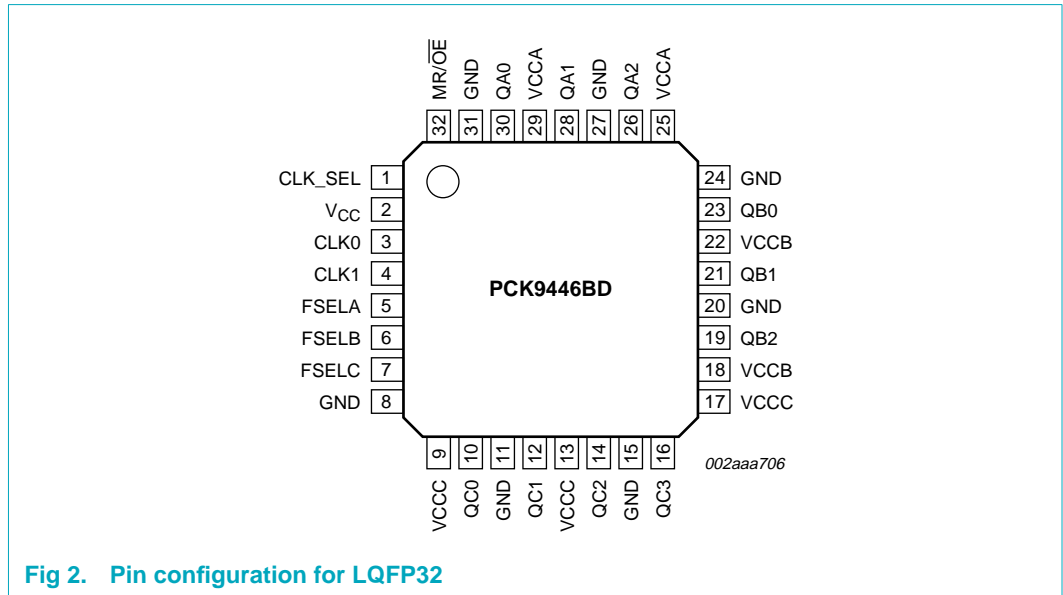 MR/OE GND QA0 VCCA QA1 GND QA2 VCCA
32 31 30 29 28 27 26 25
CLK_SEL 1
VCC 2
CLK0 3
CLK1 4
FSELA 5
FSELB 6
FSELC 7
GND 8
PCK9446BD
24 GND
23 QB0
22 VCCB
21 QB1
20 GND
19 QB2
18 VCCB
17 VCCC
9 10 11 12 13 14 15 16
VCCC QC0 GND QC1 VCCC QC2 GND QC3
002aaa706
Fig 2. Pin configuration for LQFP32